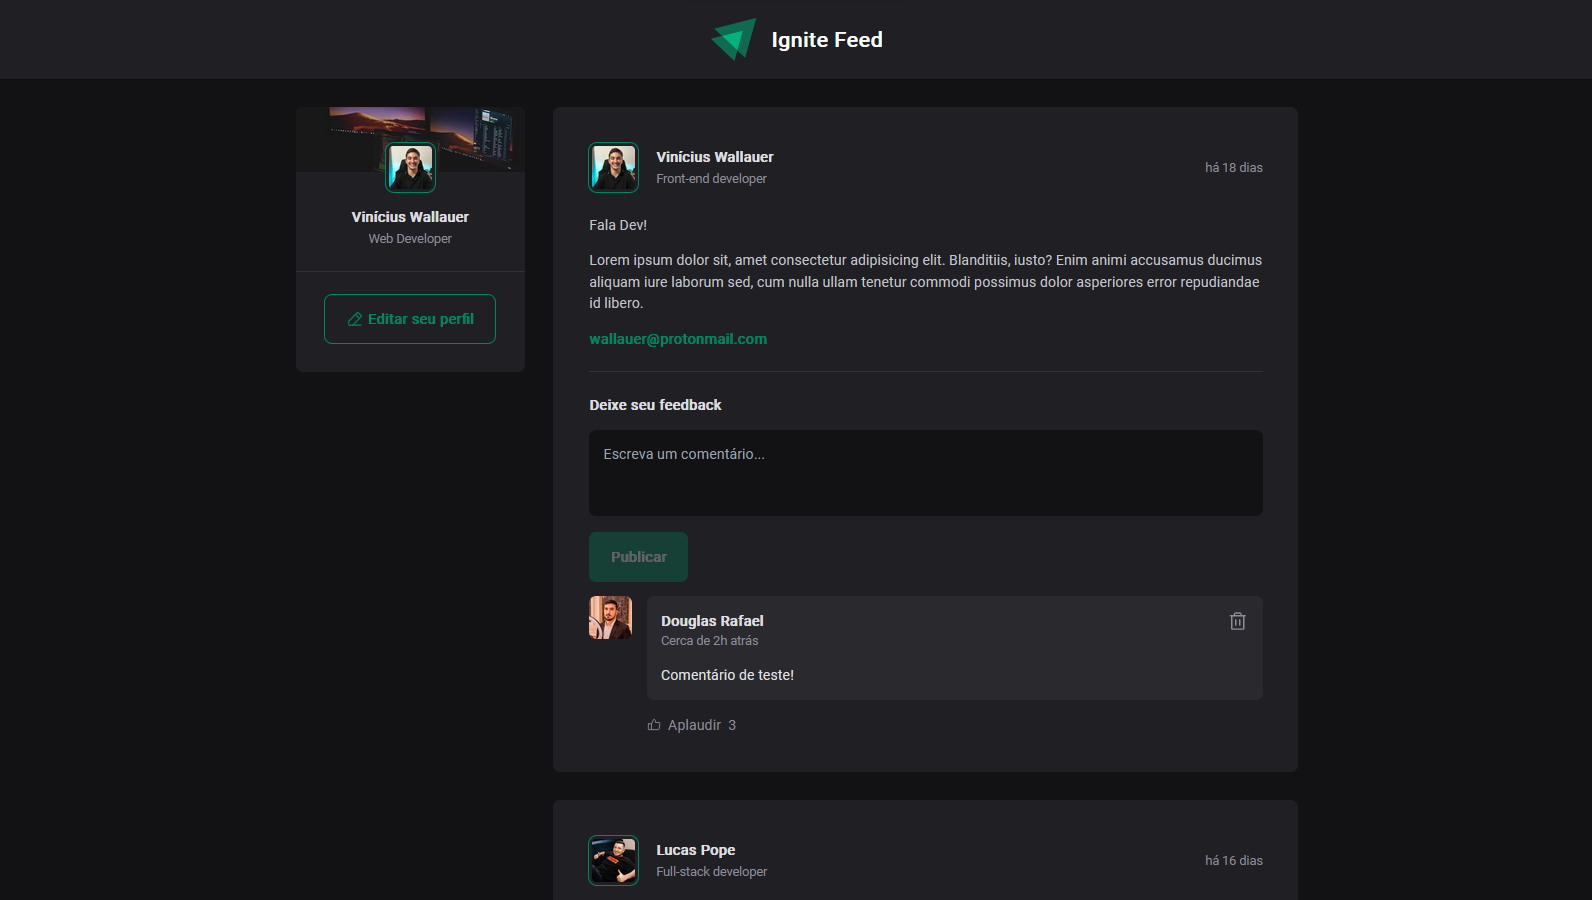 Ignite Feed
Vinícius Wallauer
Web Developer
Editar seu perfil
Vinícius Wallauer
Front-end developer
há 18 dias
Fala Dev!
Lorem ipsum dolor sit, amet consectetur adipisicing elit. Blanditiis, iusto? Enim animi accusamus ducimus
aliquam iure laborum sed, cum nulla ullam tenetur commodi possimus dolor asperiores error repudiandae
id libero.
wallauer@protonmail.com
Deixe seu feedback
Escreva um comentário...
Publicar
Douglas Rafael
Cerca de 2h atrás
Comentário de teste!
Aplaudir 3
Lucas Pope
Full-stack developer
há 16 dias